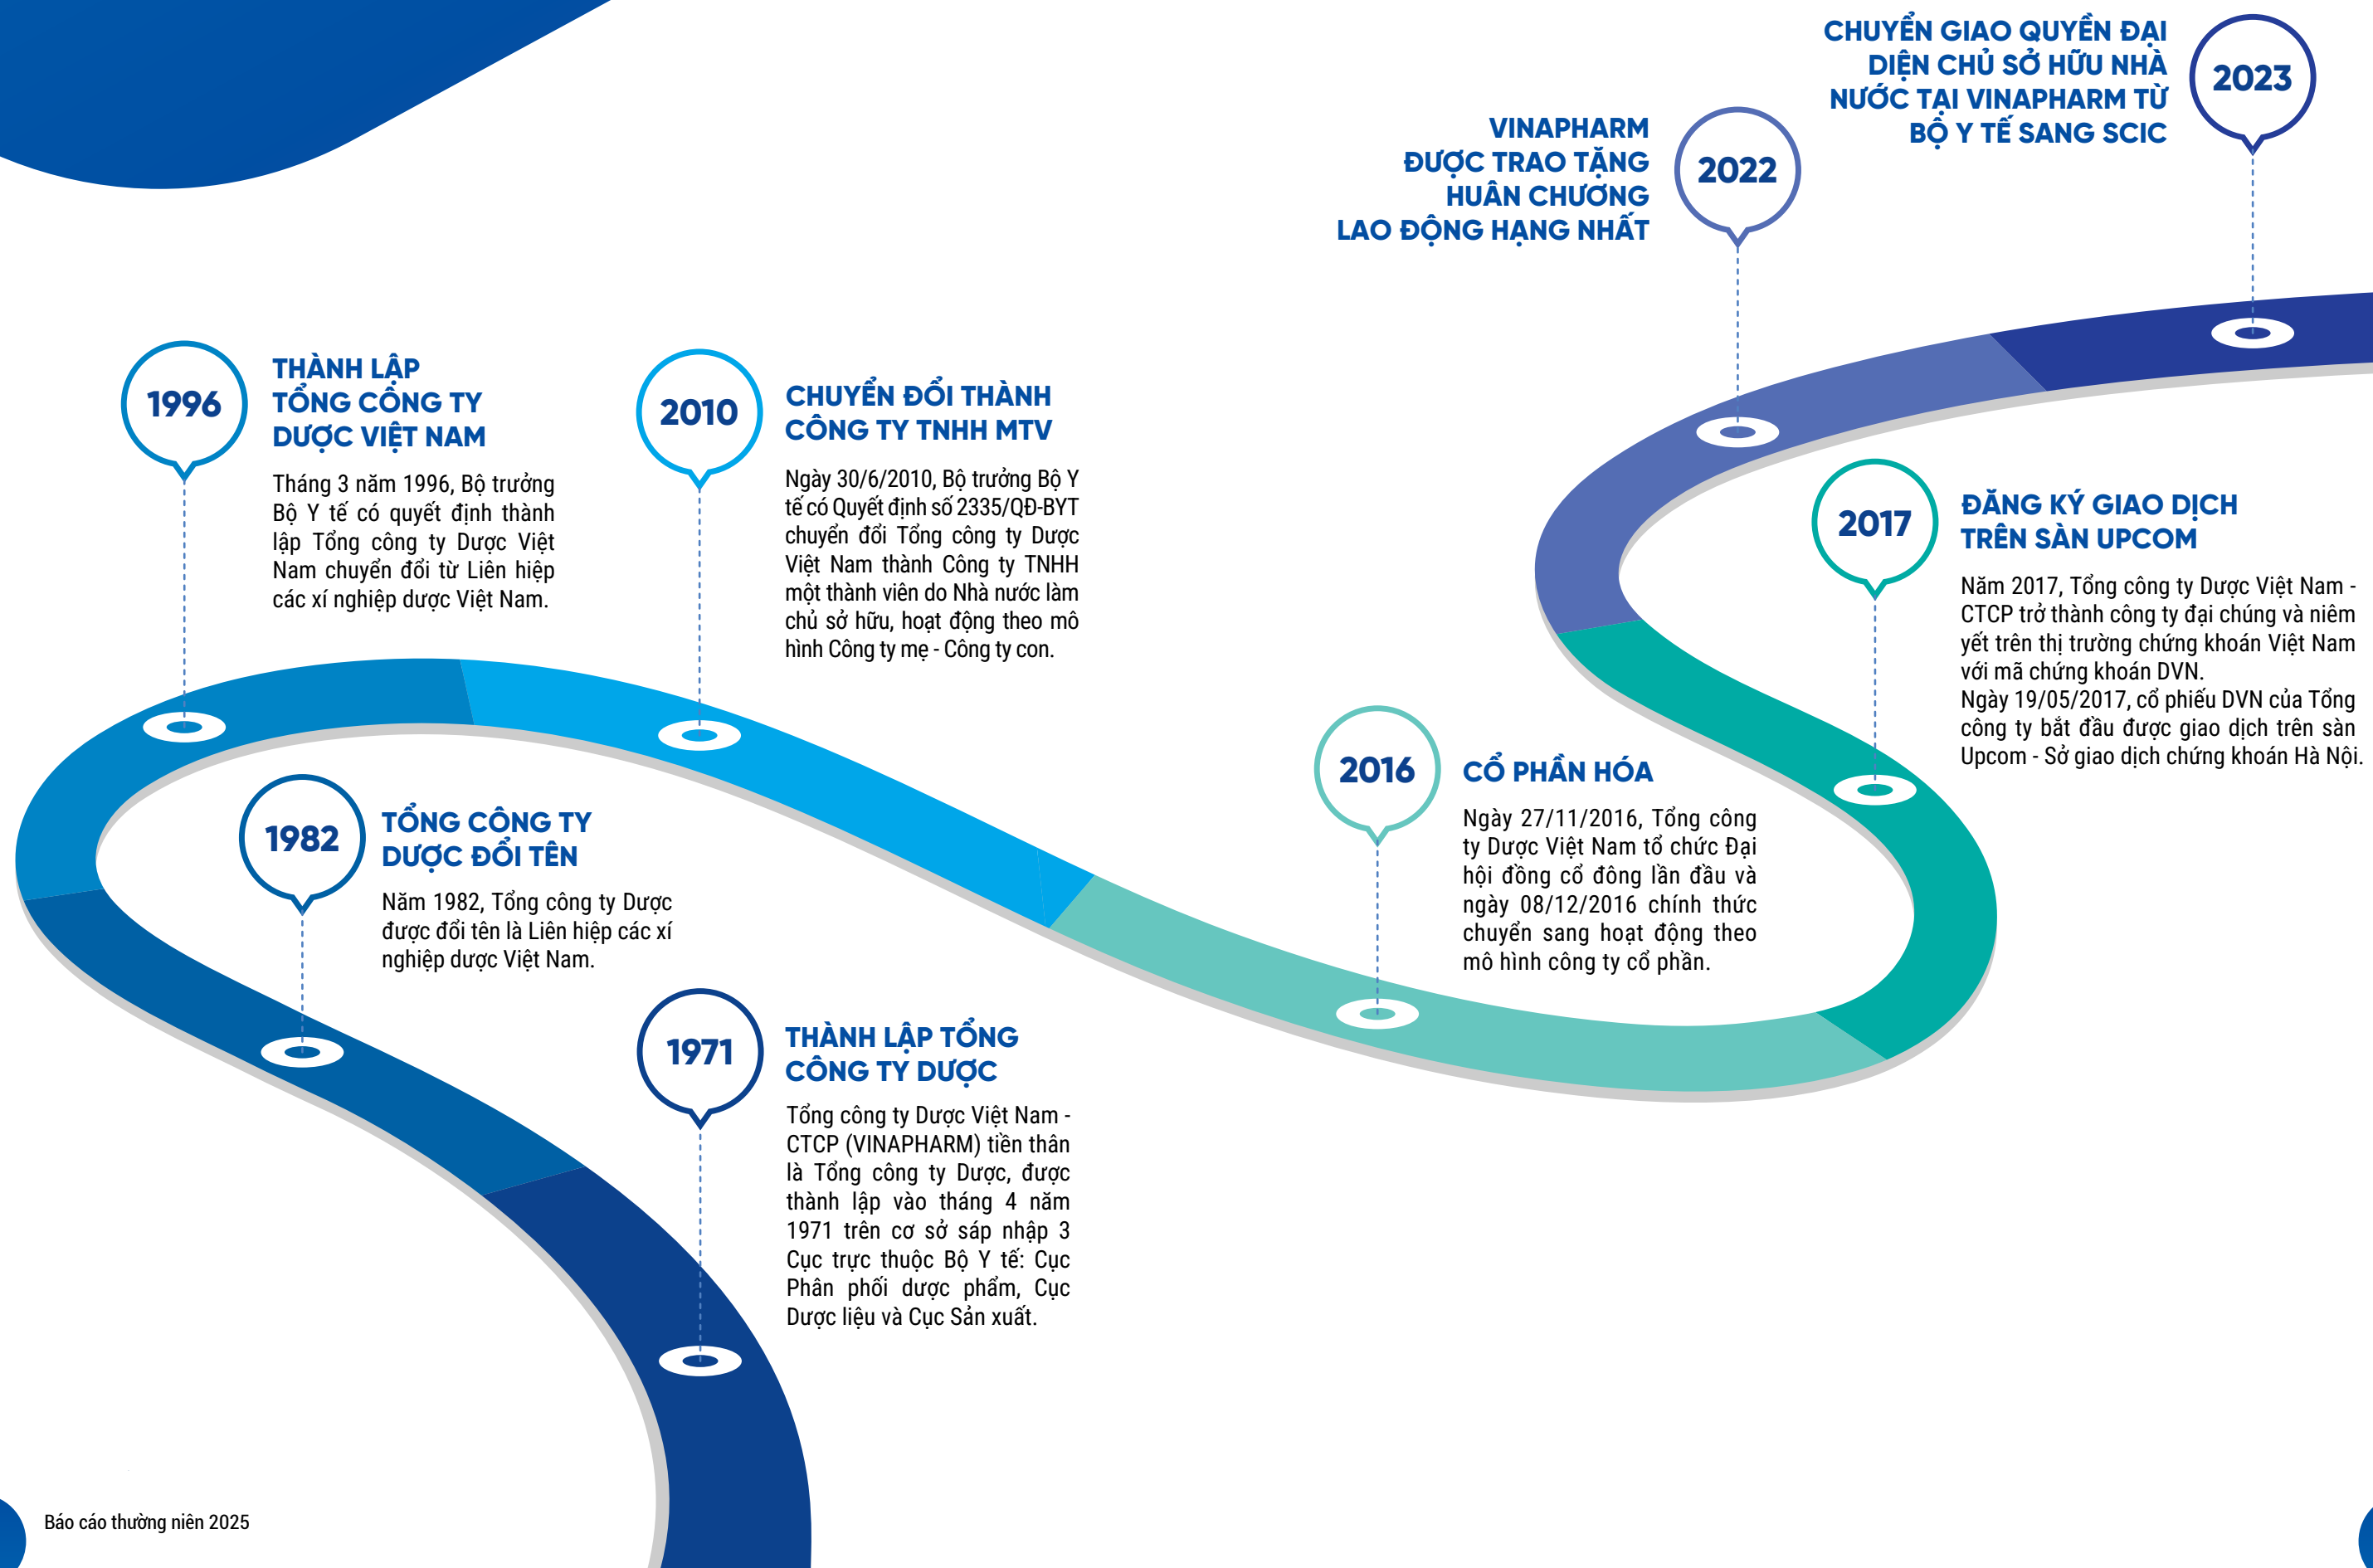 CHUYỂN GIAO QUYỀN ĐẠI
DIỆN CHỦ SỞ HỮU NHÀ
NƯỚC TẠI VINAPHARM TỪ
BỘ Y TẾ SANG SCIC
2023
VINAPHARM
ĐƯỢC TRAO TẶNG
HUÂN CHƯƠNG
LAO ĐỘNG HẠNG NHẤT
2022
1996
THÀNH LẬP
TỔNG CÔNG TY
DƯỢC VIỆT NAM
Tháng 3 năm 1996, Bộ trưởng
Bộ Y tế có quyết định thành
lập Tổng công ty Dược Việt
Nam chuyển đổi từ Liên hiệp
các xí nghiệp dược Việt Nam.
2010
CHUYỂN ĐỔI THÀNH
CÔNG TY TNHH MTV
Ngày 30/6/2010, Bộ trưởng Bộ Y
tế có Quyết định số 2335/QĐ-BYT
chuyển đổi Tổng công ty Dược
Việt Nam thành Công ty TNHH
một thành viên do Nhà nước làm
chủ sở hữu, hoạt động theo mô
hình Công ty mẹ - Công ty con.
2017
ĐĂNG KÝ GIAO DỊCH
TRÊN SÀN UPCOM
Năm 2017, Tổng công ty Dược Việt Nam -
CTCP trở thành công ty đại chúng và niêm
yết trên thị trường chứng khoán Việt Nam
với mã chứng khoán DVN.
Ngày 19/05/2017, cổ phiếu DVN của Tổng
công ty bắt đầu được giao dịch trên sàn
Upcom - Sở giao dịch chứng khoán Hà Nội.
2016
CỔ PHẦN HÓA
Ngày 27/11/2016, Tổng công
ty Dược Việt Nam tổ chức Đại
hội đồng cổ đông lần đầu và
ngày 08/12/2016 chính thức
chuyển sang hoạt động theo
mô hình công ty cổ phần.
1982
TỔNG CÔNG TY
DƯỢC ĐỔI TÊN
Năm 1982, Tổng công ty Dược
được đổi tên là Liên hiệp các xí
nghiệp dược Việt Nam.
1971
THÀNH LẬP TỔNG
CÔNG TY DƯỢC
Tổng công ty Dược Việt Nam -
CTCP (VINAPHARM) tiền thân
là Tổng công ty Dược, được
thành lập vào tháng 4 năm
1971 trên cơ sở sáp nhập 3
Cục trực thuộc Bộ Y tế: Cục
Phân phối dược phẩm, Cục
Dược liệu và Cục Sản xuất.
Báo cáo thường niên 2025